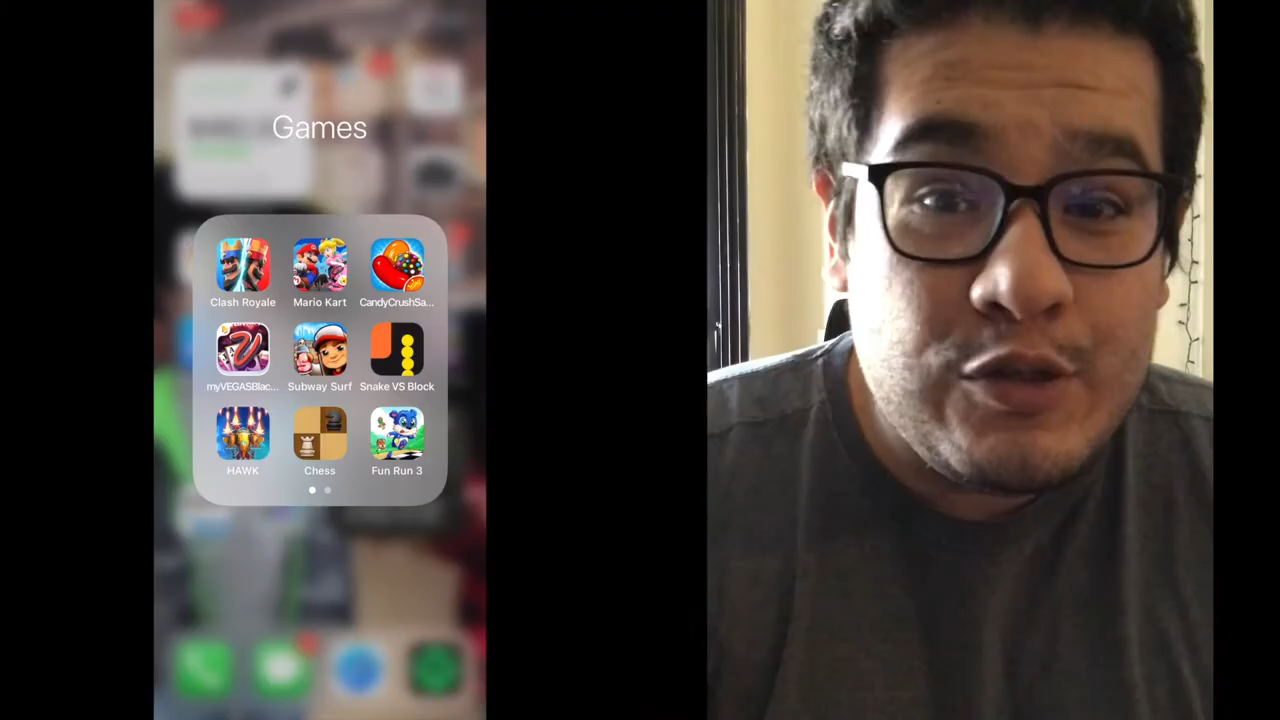 Games
Clash Royale
Mario Kart
CandyCrushSa...
myVEGASBlac...
Subway Surf
Snake VS Block
HAWK
Chess
Fun Run 3